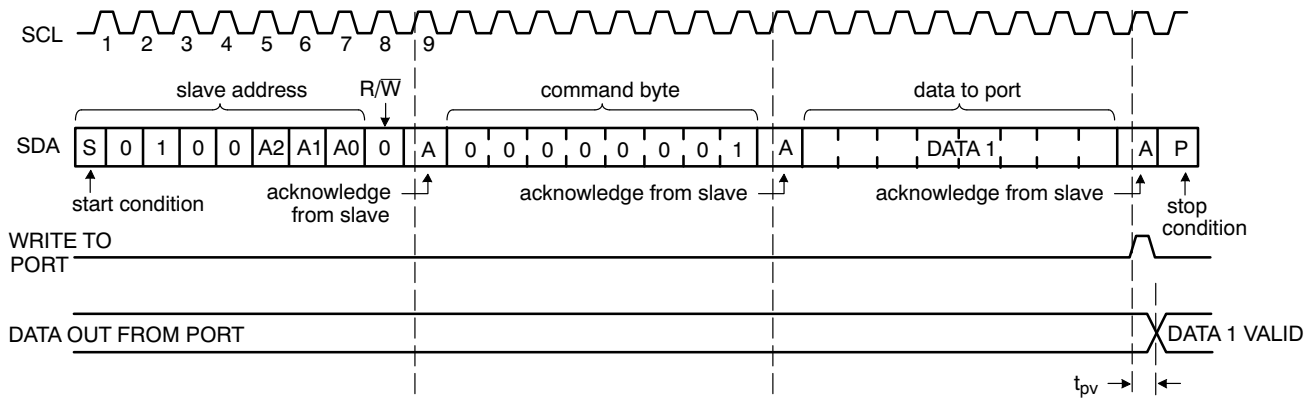 SCL
1 2 3 4 5 6 7 8 9
slave address R/W̅ command byte data to port
SDA S 0 1 0 0 A2 A1 A0 0 A 0 0 0 0 0 0 0 1 A DATA 1 A P
start condition
acknowledge
from slave
acknowledge from slave
acknowledge from slave
stop
condition
WRITE TO
PORT
DATA OUT FROM PORT
DATA 1 VALID
tpv